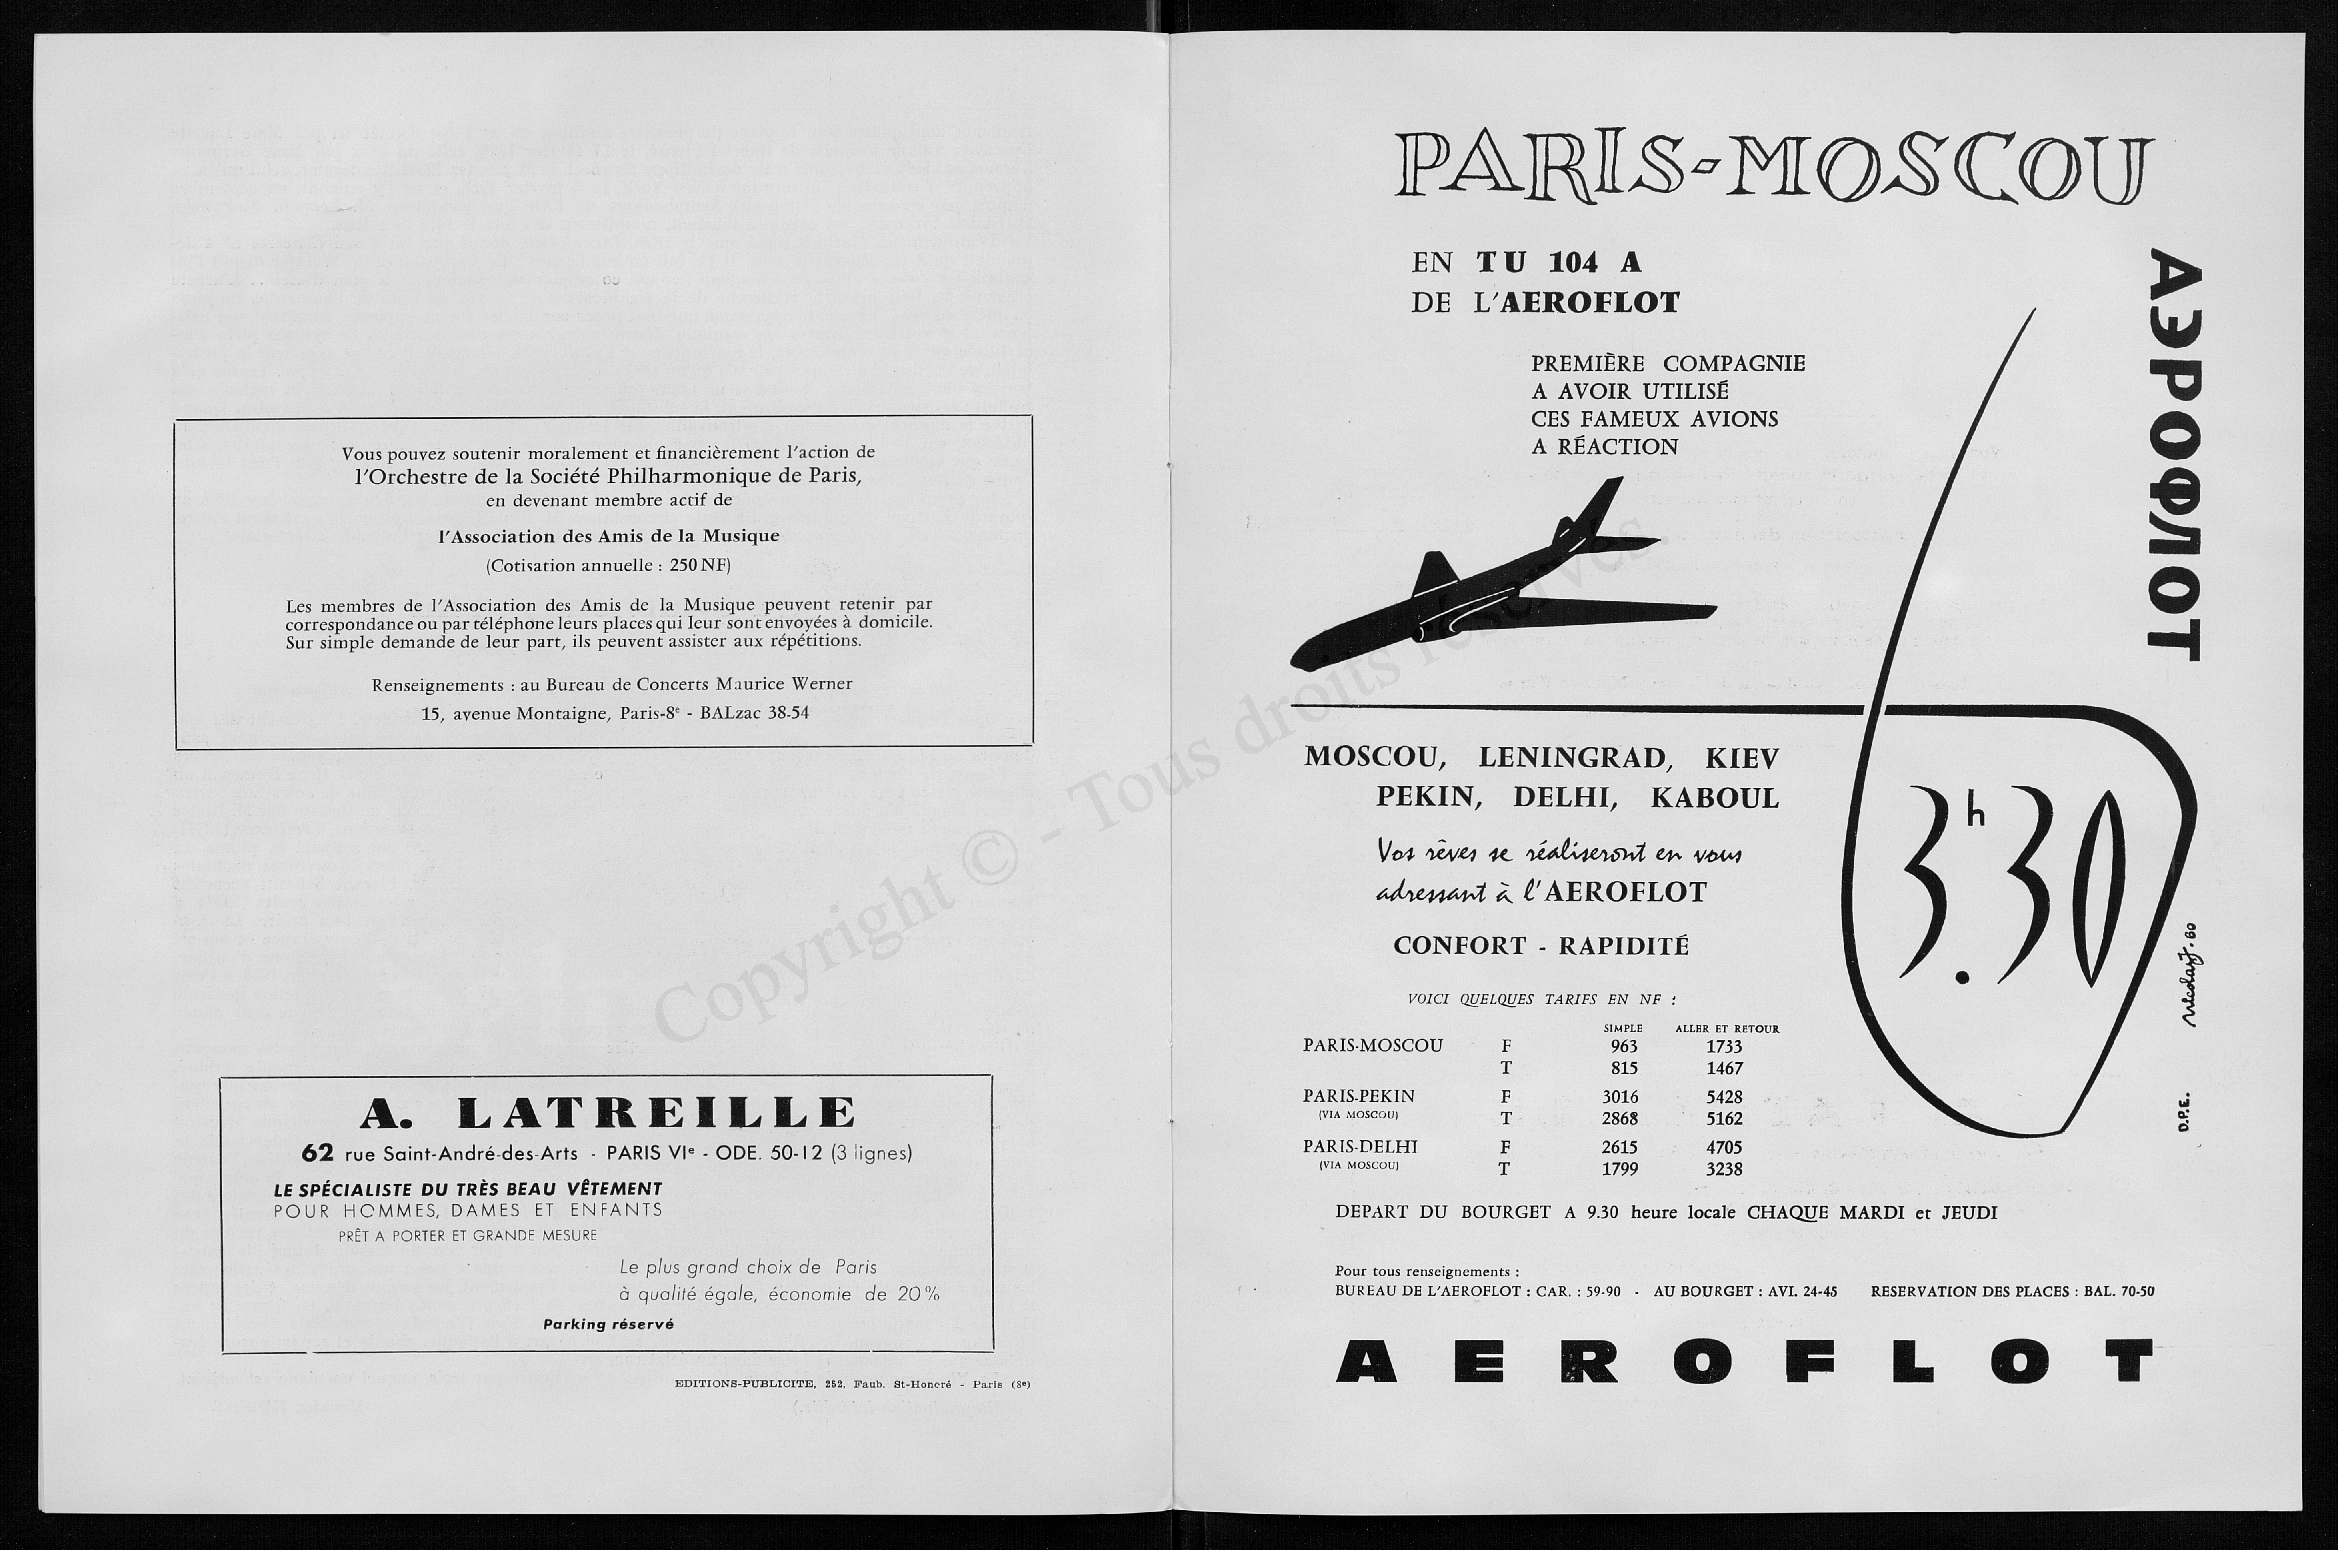 Vous pouvez soutenir moralement et financièrement l'action de
l'Orchestre de la Société Philharmonique de Paris,
en devenant membre actif de
l'Association des Amis de la Musique
(Cotisation annuelle : 250 NF)
Les membres de l'Association des Amis de la Musique peuvent retenir par
correspondance ou par téléphone leurs places qui leur sont envoyées à domicile.
Sur simple demande de leur part, ils peuvent assister aux répétitions.
Renseignements : au Bureau de Concerts Maurice Werner
15, avenue Montaigne, Paris-8e - BALzac 38-54
A. LATREILLE
62 rue Saint-André-des-Arts - PARIS VIe - ODE. 50-12 (3 lignes)
LE SPÉCIALISTE DU TRÈS BEAU VÊTEMENT
POUR HOMMES, DAMES ET ENFANTS
PRÊT A PORTER ET GRANDE MESURE
Le plus grand choix de Paris
à qualité égale, économie de 20%
Parking réservé
EDITIONS-PUBLICITE, 252, Faub. St-Honoré - Paris (8e)
PARIS-MOSCOU
EN TU 104 A
DE L'AEROFLOT
PREMIÈRE COMPAGNIE
A AVOIR UTILISÉ
CES FAMEUX AVIONS
A RÉACTION
АЭРОФЛОТ
MOSCOU, LENINGRAD, KIEV
PEKIN, DELHI, KABOUL
Vos rêves se réaliseront en vous
adressant à l'AEROFLOT
CONFORT - RAPIDITÉ
3h.30
VOICI QUELQUES TARIFS EN NF :
SIMPLE ALLER ET RETOUR
PARIS-MOSCOU F 963 1733
T 815 1467
PARIS-PEKIN F 3016 5428
(VIA MOSCOU) T 2868 5162
PARIS-DELHI F 2615 4705
(VIA MOSCOU) T 1799 3238
D.P.E.
DEPART DU BOURGET A 9.30 heure locale CHAQUE MARDI et JEUDI
Pour tous renseignements :
BUREAU DE L'AEROFLOT : CAR. : 59-90 - AU BOURGET : AVI. 24-45 RESERVATION DES PLACES : BAL. 70-50
AEROFLOT
Copyright © - Tous droits réservés